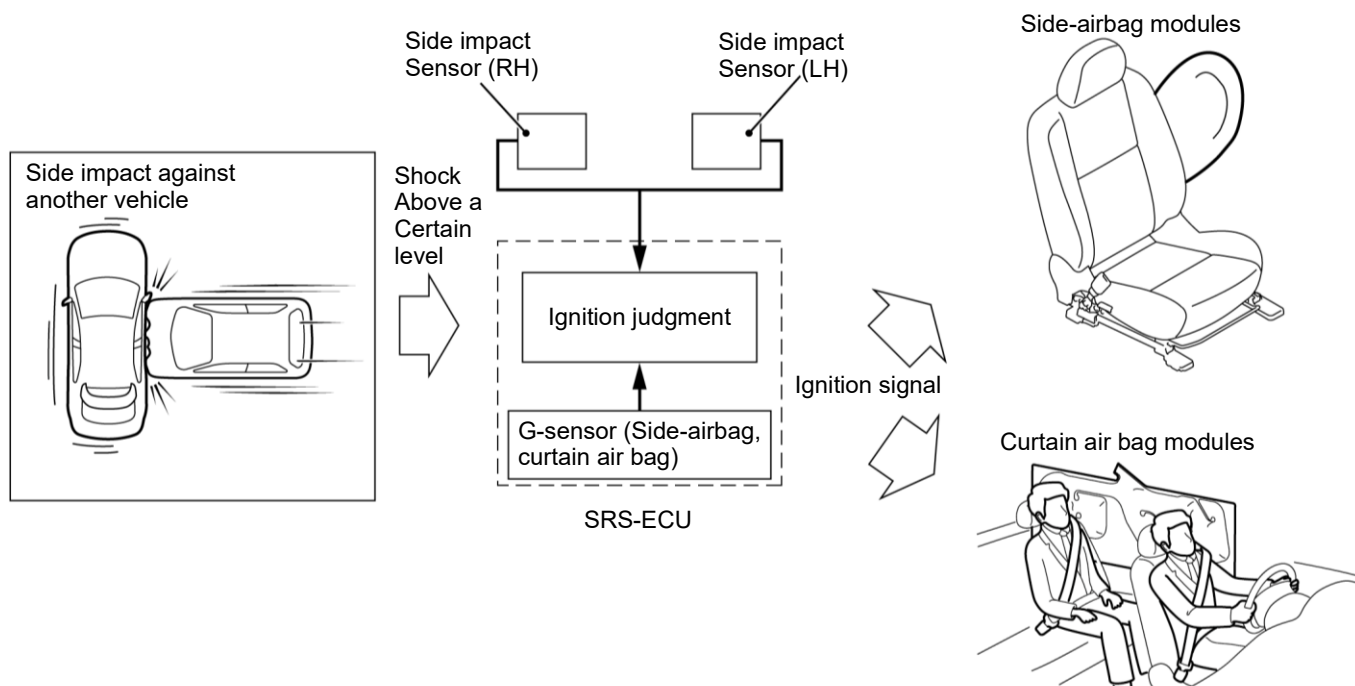 Side-airbag modules
Side impact
Sensor (RH)
Side impact
Sensor (LH)
Side impact against
another vehicle
Shock
Above a
Certain
level
Ignition judgment
Ignition signal
G-sensor (Side-airbag,
curtain air bag)
Curtain air bag modules
SRS-ECU